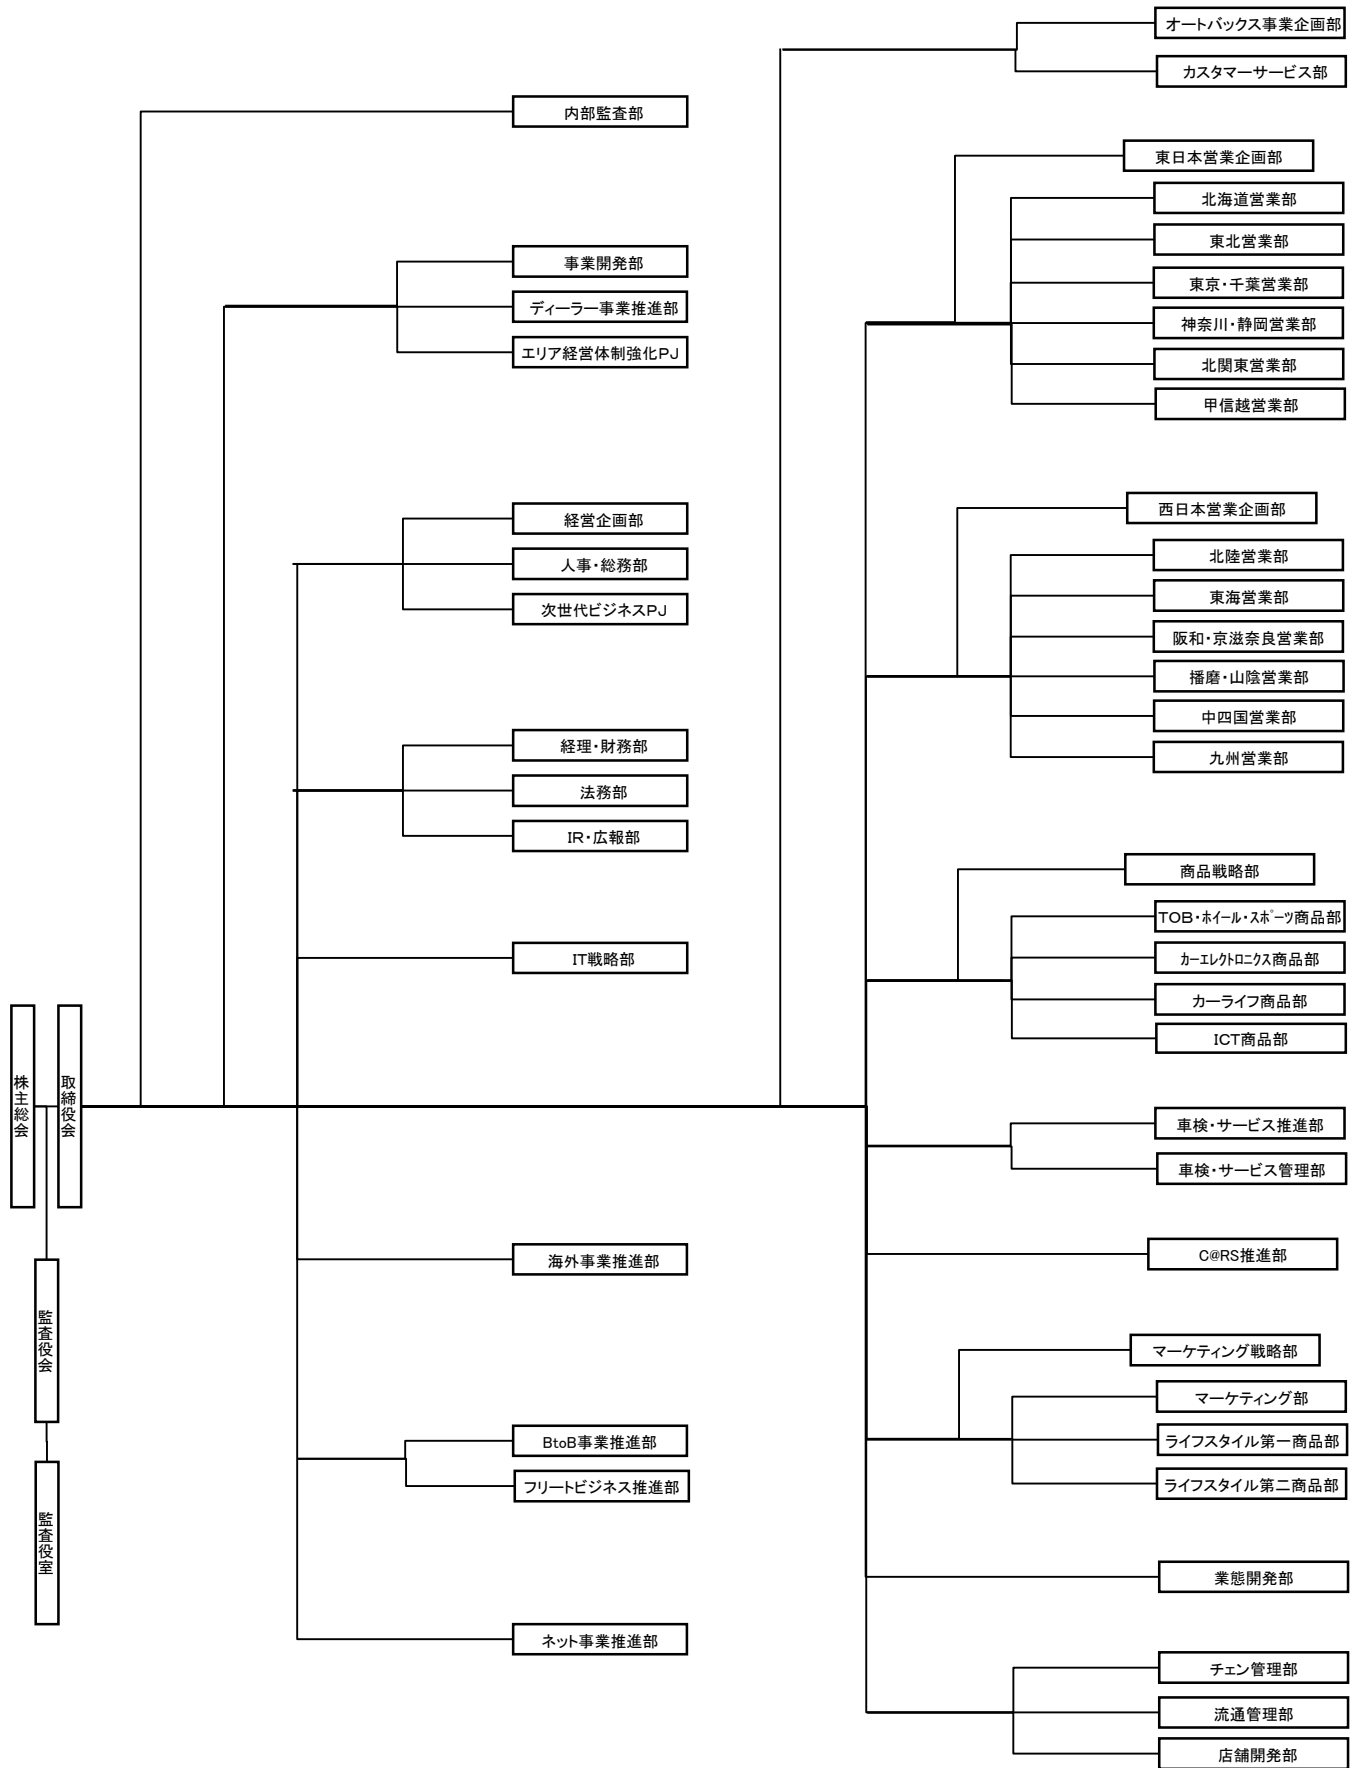 株主総会
取締役会
監査役会
監査役室
内部監査部
事業開発部
ディーラー事業推進部
エリア経営体制強化PJ
経営企画部
人事・総務部
次世代ビジネスPJ
経理・財務部
法務部
IR・広報部
IT戦略部
海外事業推進部
BtoB事業推進部
フリートビジネス推進部
ネット事業推進部
オートバックス事業企画部
カスタマーサービス部
東日本営業企画部
北海道営業部
東北営業部
東京・千葉営業部
神奈川・静岡営業部
北関東営業部
甲信越営業部
西日本営業企画部
北陸営業部
東海営業部
阪和・京滋奈良営業部
播磨・山陰営業部
中四国営業部
九州営業部
商品戦略部
TOB・ホイール・スポーツ商品部
カーエレクトロニクス商品部
カーライフ商品部
ICT商品部
車検・サービス推進部
車検・サービス管理部
C@RS推進部
マーケティング戦略部
マーケティング部
ライフスタイル第一商品部
ライフスタイル第二商品部
業態開発部
チェン管理部
流通管理部
店舗開発部